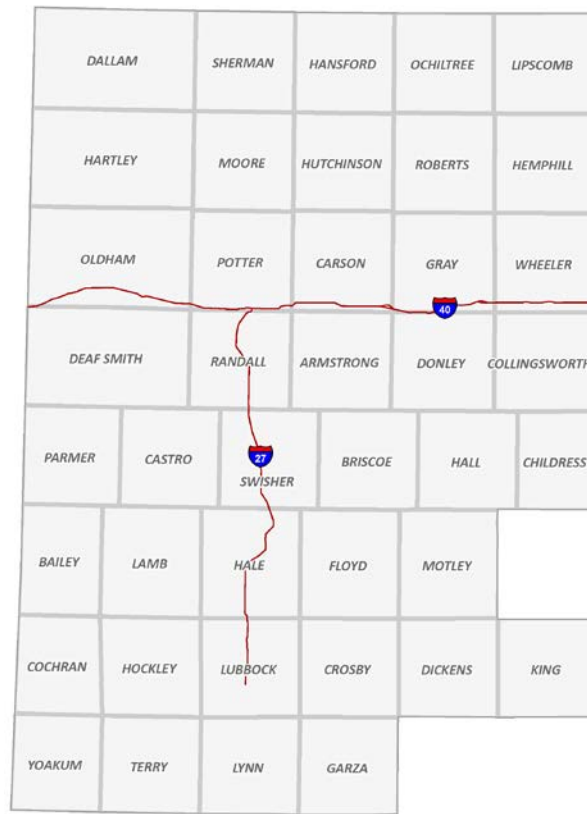 DALLAM SHERMAN HANSFORD OCHILTREE LIPSCOMB
HARTLEY MOORE HUTCHINSON ROBERTS HEMPHILL
OLDHAM POTTER CARSON GRAY WHEELER
40
DEAF SMITH RANDALL ARMSTRONG DONLEY COLLINGSWORTH
27
PARMER CASTRO BRISCOE HALL CHILDRESS
SWISHER
BAILEY LAMB HALE FLOYD MOTLEY
COCHRAN HOCKLEY LUBBOCK CROSBY DICKENS KING
YOAKUM TERRY LYNN GARZA